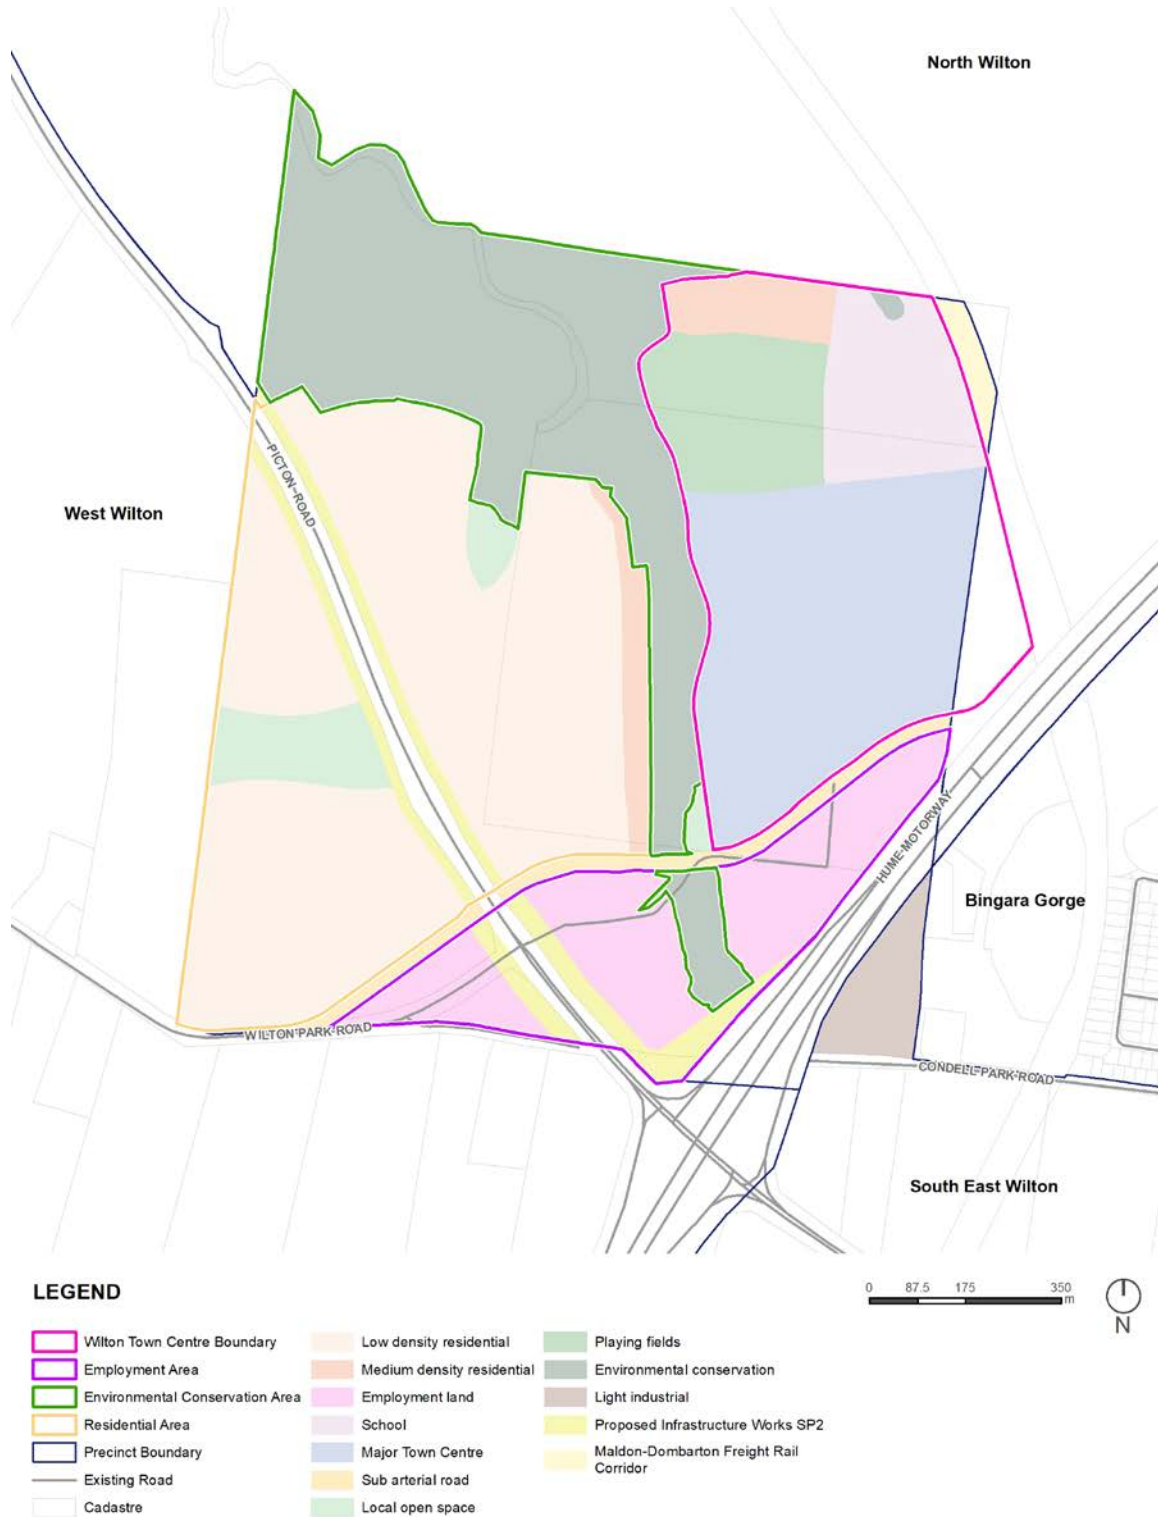 North Wilton
PICTON ROAD
West Wilton
HUME MOTORWAY
Bingara Gorge
WILTON PARK ROAD
CONDELL PARK ROAD
South East Wilton
LEGEND
0 87.5 175 350
m
N
Wilton Town Centre Boundary
Employment Area
Environmental Conservation Area
Residential Area
Precinct Boundary
Existing Road
Cadastre
Low density residential
Medium density residential
Employment land
School
Major Town Centre
Sub arterial road
Local open space
Playing fields
Environmental conservation
Light industrial
Proposed Infrastructure Works SP2
Maldon-Dombarton Freight Rail
Corridor